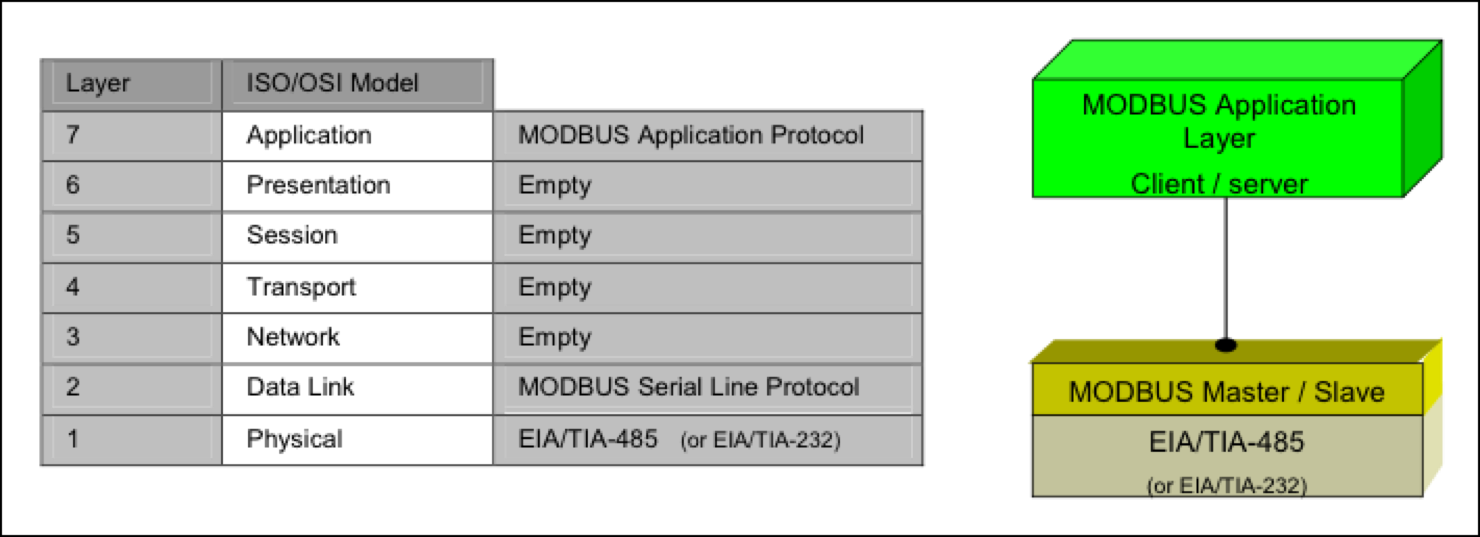 Layer ISO/OSI Model
7 Application MODBUS Application Protocol
6 Presentation Empty
5 Session Empty
4 Transport Empty
3 Network Empty
2 Data Link MODBUS Serial Line Protocol
1 Physical EIA/TIA-485 (or EIA/TIA-232)
MODBUS Application
Layer
Client / server
MODBUS Master / Slave
EIA/TIA-485
(or EIA/TIA-232)